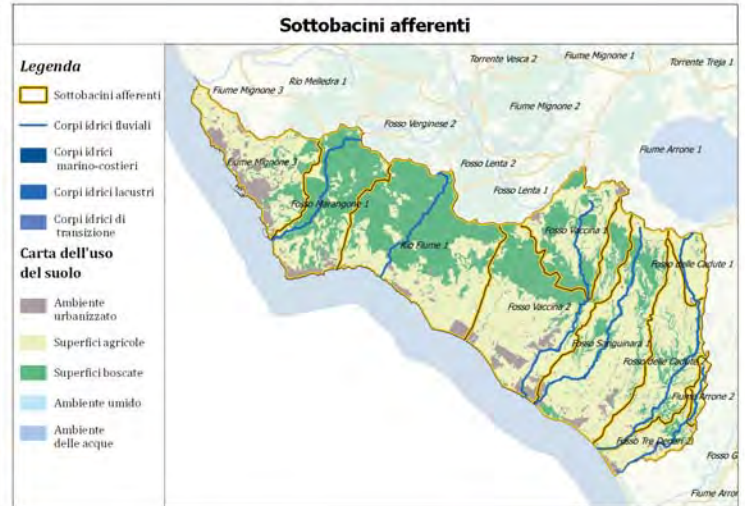 Sottobacini afferenti
Legenda
Sottobacini afferenti
Corpi idrici fluviali
Corpi idrici
marino-costieri
Corpi idrici lacustri
Corpi idrici di
transizione
Carta dell'uso
del suolo
Ambiente
urbanizzato
Superfici agricole
Superfici boscate
Ambiente umido
Ambiente
delle acque
Torrente Vesca 2
Fiume Mignone 1
Torrente Treja 1
Rio Melledra 1
Fiume Mignone 3
Fiume Mignone 2
Fosso Verginese 2
Fiume Arrone 1
Fiume Mignone 3
Fosso Lenta 2
Fosso Lenta 1
Fosso Marangone 1
Fosso Vaccina 1
Rio Fiume 1
Fosso delle Cadute 1
Fosso Vaccina 2
Fosso Sanguinara 1
Fosso delle Cadute
Fiume Arrone 2
Fosso Tre Denari 2
Fosso G
Fiume Arron